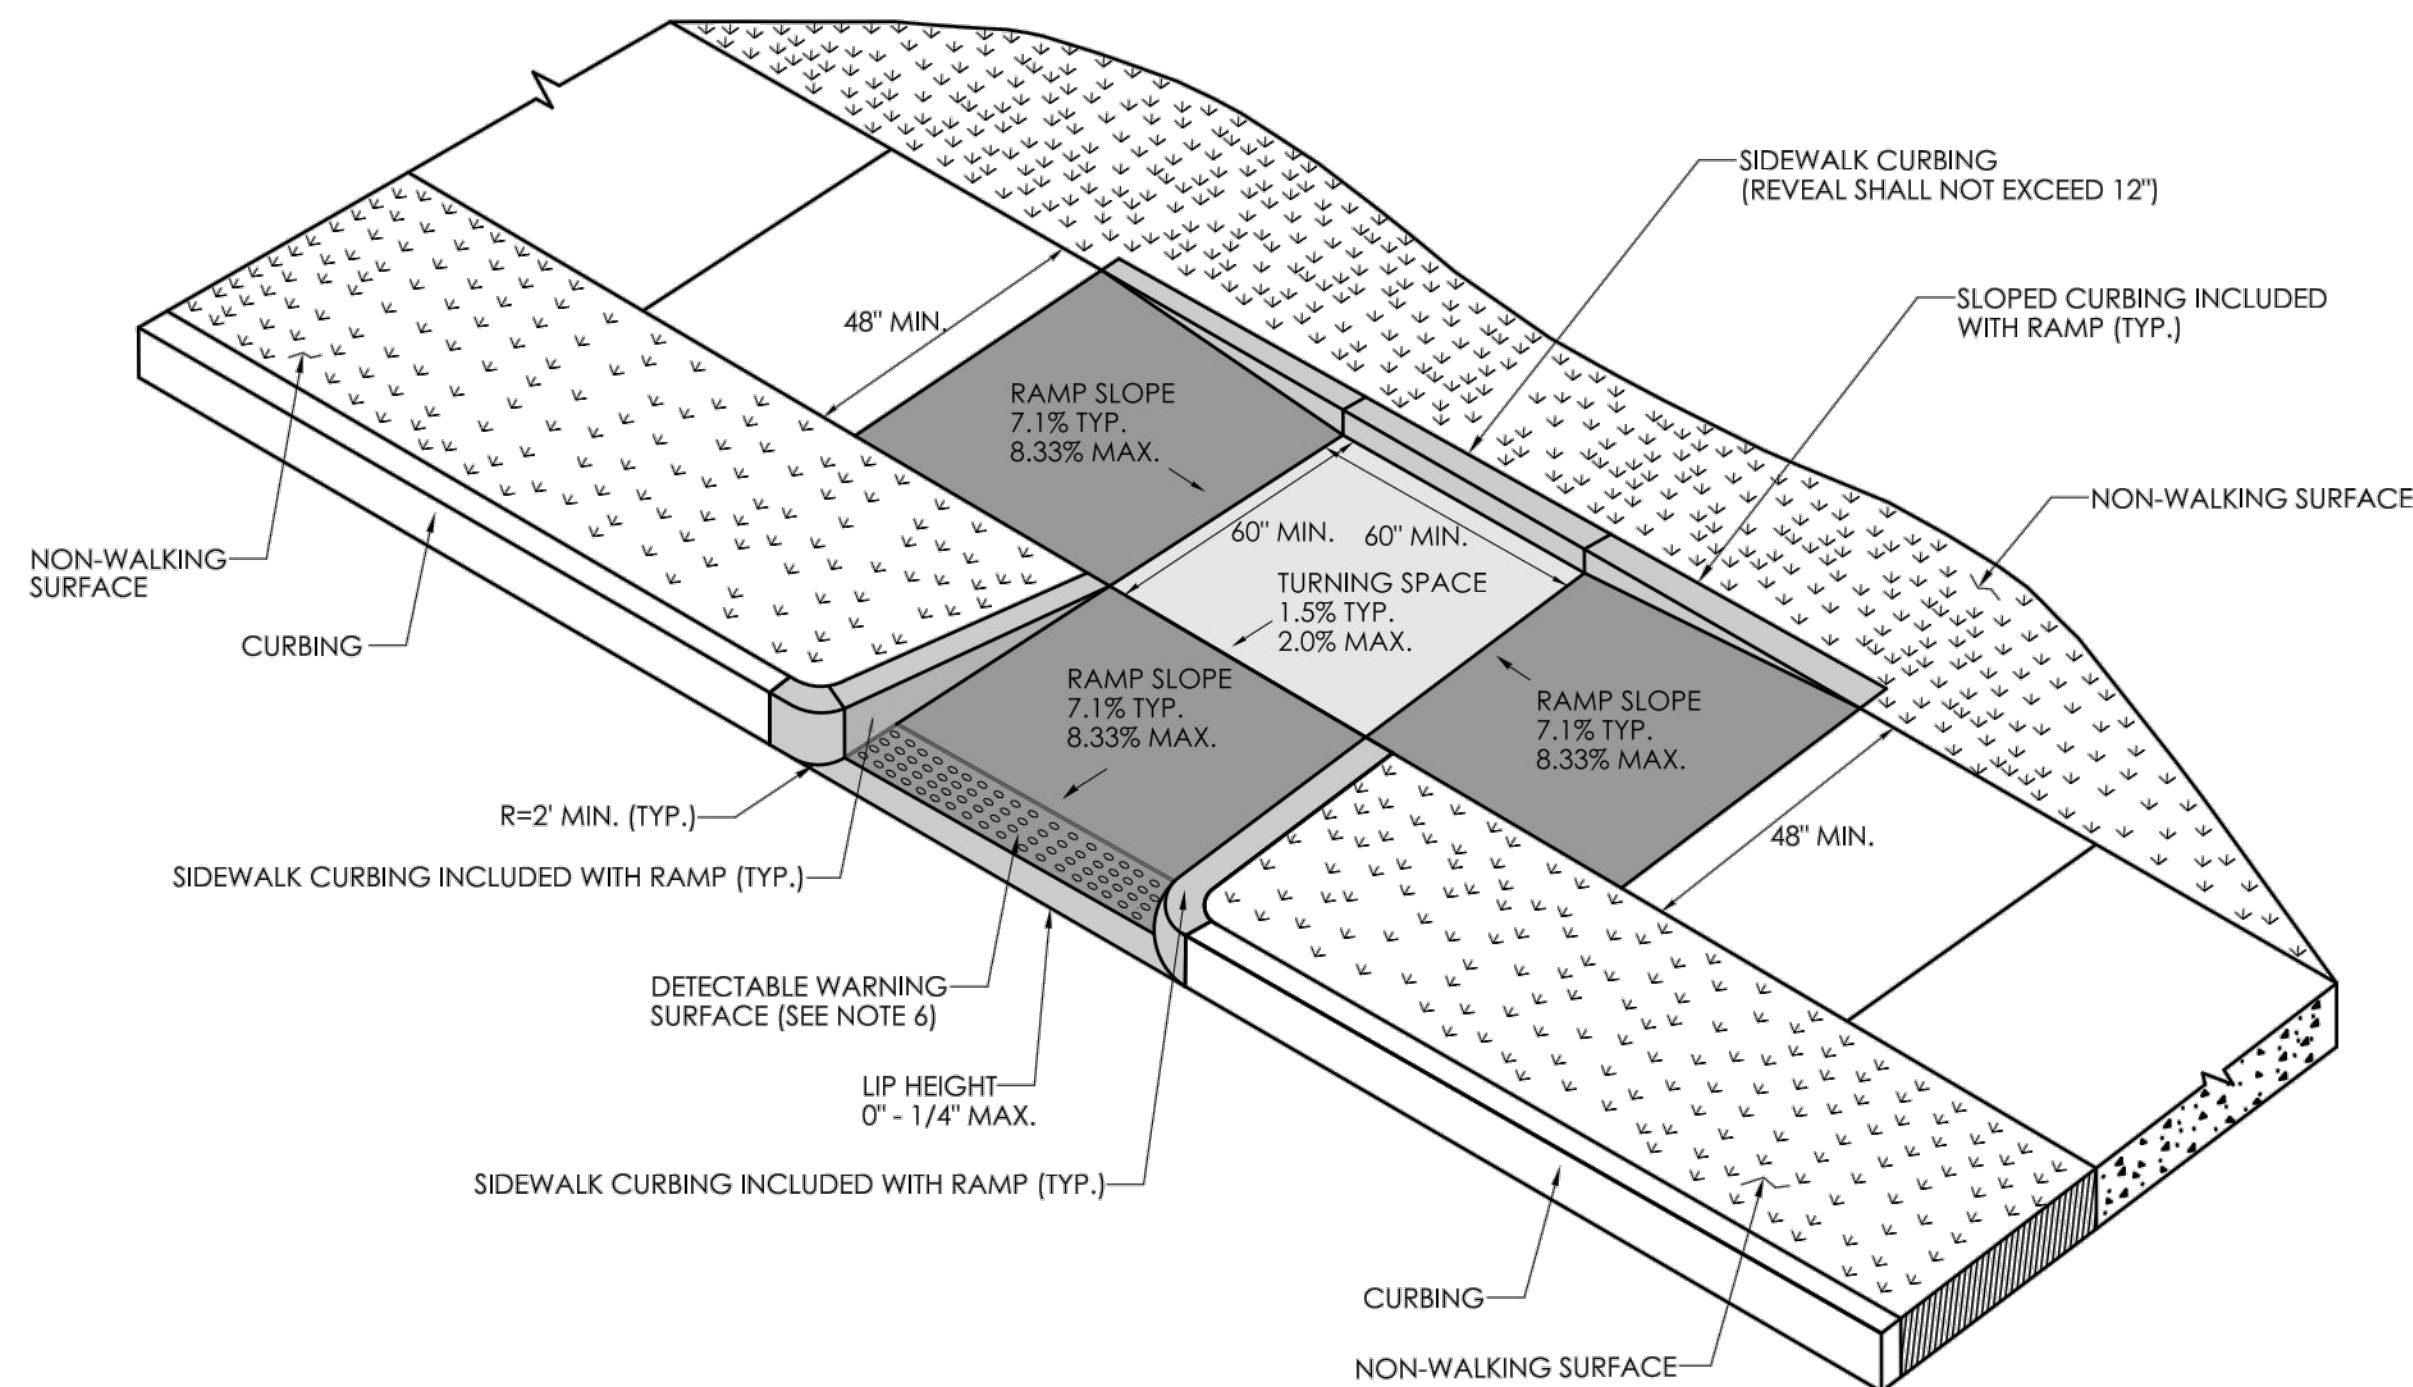 SIDEWALK CURBING
(REVEAL SHALL NOT EXCEED 12")
SLOPED CURBING INCLUDED
WITH RAMP (TYP.)
48" MIN.
RAMP SLOPE
7.1% TYP.
8.33% MAX.
NON-WALKING SURFACE
60" MIN.
60" MIN.
NON-WALKING
SURFACE
TURNING SPACE
1.5% TYP.
2.0% MAX.
CURBING
RAMP SLOPE
7.1% TYP.
8.33% MAX.
RAMP SLOPE
7.1% TYP.
8.33% MAX.
R=2' MIN. (TYP.)
48" MIN.
SIDEWALK CURBING INCLUDED WITH RAMP (TYP.)
DETECTABLE WARNING
SURFACE (SEE NOTE 6)
LIP HEIGHT
0" - 1/4" MAX.
SIDEWALK CURBING INCLUDED WITH RAMP (TYP.)
CURBING
NON-WALKING SURFACE